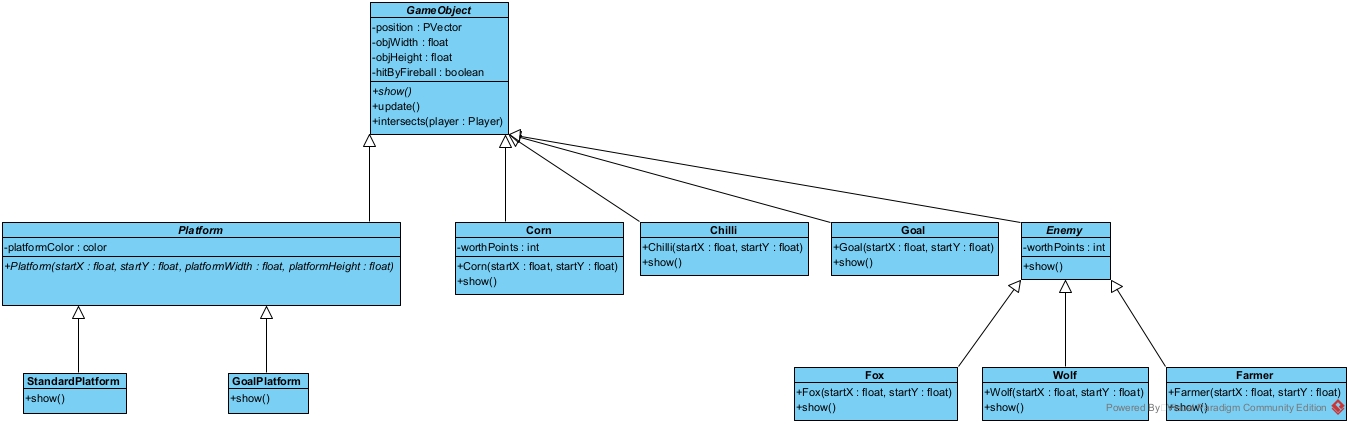 GameObject
-position : PVector
-objWidth : float
-objHeight : float
-hitByFireball : boolean
+show()
+update()
+intersects(player : Player)
Platform
-platformColor : color
+Platform(startX : float, startY : float, platformWidth : float, platformHeight : float)
Corn
-worthPoints : int
+Corn(startX : float, startY : float)
+show()
Chilli
+Chilli(startX : float, startY : float)
+show()
Goal
+Goal(startX : float, startY : float)
+show()
Enemy
-worthPoints : int
+show()
StandardPlatform
+show()
GoalPlatform
+show()
Fox
+Fox(startX : float, startY : float)
+show()
Wolf
+Wolf(startX : float, startY : float)
+show()
Farmer
+Farmer(startX : float, startY : float)
+show()
Powered By: Visual Paradigm Community Edition